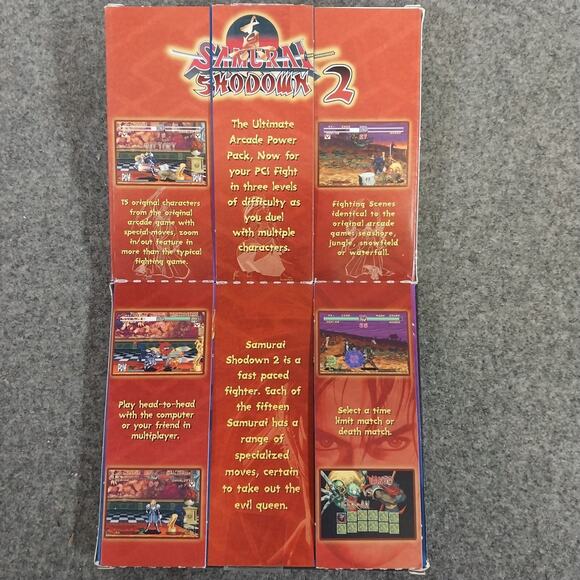 SAMURAI
SHODOWN 2
The Ultimate
Arcade Power
Pack, Now for
your PC! Fight
in three levels
of difficulty as
you duel
with multiple
characters.
15 original characters
from the original
arcade game with
special moves, zoom
in/out feature in
more than the typical
fighting game.
Fighting Scenes
identical to the
original arcade
games seashore,
jungle, snowfield
or waterfall.
Play head-to-head
with the computer
or your friend in
multiplayer.
Samurai
Shodown 2 is a
fast paced
fighter. Each of
the fifteen
Samurai has a
range of
specialized
moves, certain
to take out the
evil queen.
Select a time
limit match or
death match.